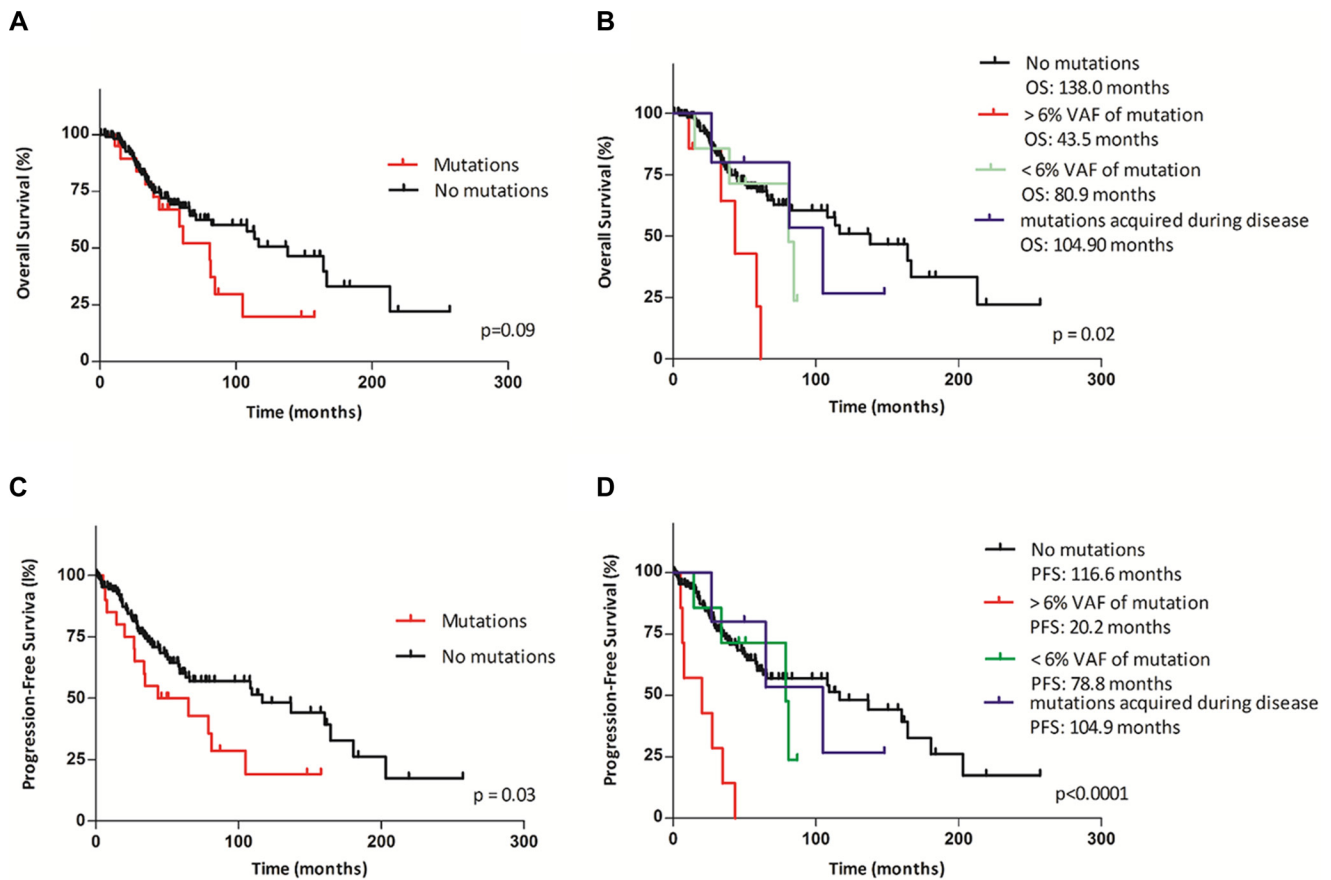 A
Overall Survival (%)
100
75
50
25
0
0
100
200
300
Time (months)
Mutations
No mutations
p=0.09
B
Overall Survival (%)
100
75
50
25
0
0
100
200
300
Time (months)
No mutations
OS: 138.0 months
> 6% VAF of mutation
OS: 43.5 months
< 6% VAF of mutation
OS: 80.9 months
mutations acquired during disease
OS: 104.90 months
p = 0.02
C
Progression-Free Surviva (l%)
100
75
50
25
0
0
100
200
300
Time (months)
Mutations
No mutations
p = 0.03
D
Progression-Free Survival (%)
100
75
50
25
0
0
100
200
300
Time (months)
No mutations
PFS: 116.6 months
> 6% VAF of mutation
PFS: 20.2 months
< 6% VAF of mutation
PFS: 78.8 months
mutations acquired during disease
PFS: 104.9 months
p<0.0001